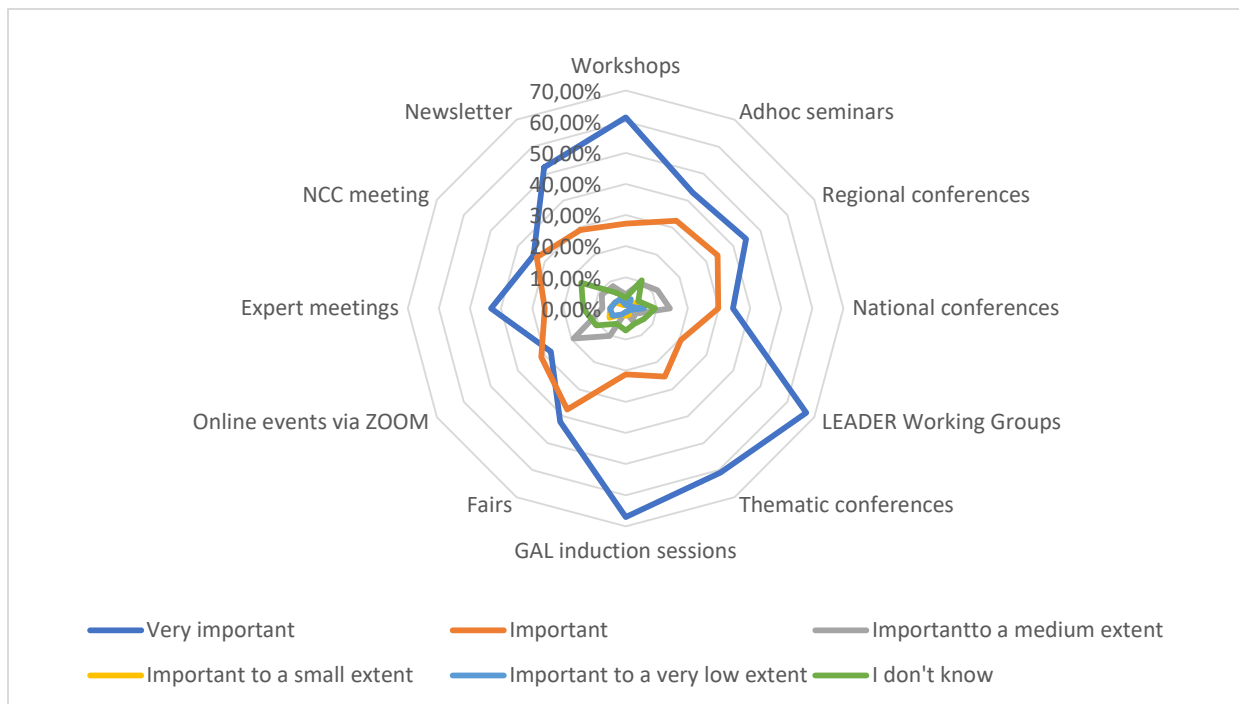 Workshops
70,00%
Newsletter
Adhoc seminars
60,00%
50,00%
NCC meeting
40,00%
Regional conferences
30,00%
20,00%
10,00%
Expert meetings
0,00%
National conferences
Online events via ZOOM
LEADER Working Groups
Fairs
Thematic conferences
GAL induction sessions
Very important
Important
Importantto a medium extent
Important to a small extent
Important to a very low extent
I don't know